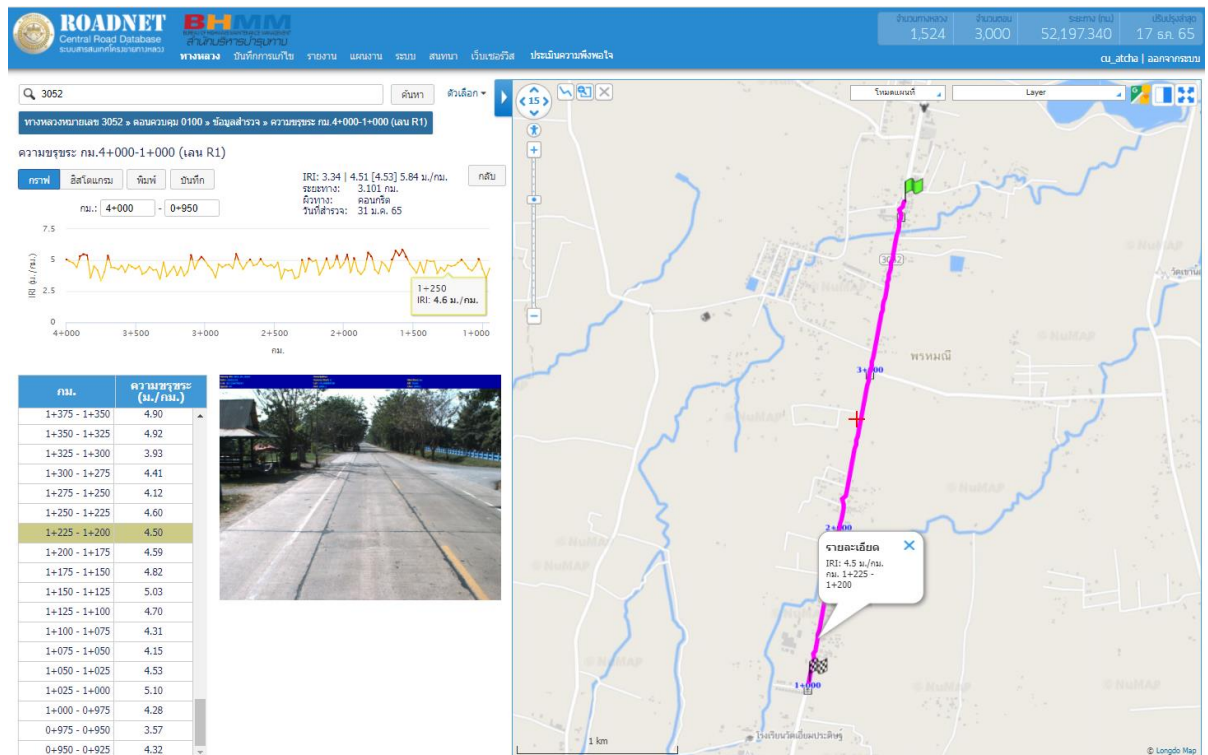 ROADNET
Central Road Database
ระบบสารสนเทศโครงข่ายทางหลวง
BHMM
สำนักบริหารบำรุงทาง
ทางหลวง บันทึกการแก้ไข รายงาน แผนงาน ระบบ สนทนา เว็บเซอร์วิส ประเมินความพึงพอใจ
จำนวนทางหลวง จำนวนตอน ระยะทาง (กม) ปรับปรุงล่าสุด
1,524 3,000 52,197.340 17 ธ.ค. 65
cu_atcha | ออกจากระบบ
3052 ค้นหา ตัวเลือก
ทางหลวงหมายเลข 3052 » ตอนควบคุม 0100 » ข้อมูลสำรวจ » ความขรุขระ กม.4+000-1+000 (เลน R1)
ความขรุขระ กม.4+000-1+000 (เลน R1)
กราฟ ฮิสโตแกรม พิมพ์ บันทึก
IRI: 3.34 | 4.51 [4.53] 5.84 ม./กม. กลับ
ระยะทาง: 3.101 กม.
ผิวทาง: คอนกรีต
วันที่สำรวจ: 31 ม.ค. 65
กม.: 4+000 - 0+950
7.5
5
2.5
0
IRI (ม./กม.)
1+250
IRI: 4.6 ม./กม.
4+000 3+500 3+000 2+500 2+000 1+500 1+000
กม.
กม. ความขรุขระ (ม./กม.)
1+375 - 1+350 4.90
1+350 - 1+325 4.92
1+325 - 1+300 3.93
1+300 - 1+275 4.41
1+275 - 1+250 4.12
1+250 - 1+225 4.60
1+225 - 1+200 4.50
1+200 - 1+175 4.59
1+175 - 1+150 4.82
1+150 - 1+125 5.03
1+125 - 1+100 4.70
1+100 - 1+075 4.31
1+075 - 1+050 4.15
1+050 - 1+025 4.53
1+025 - 1+000 5.10
1+000 - 0+975 4.28
0+975 - 0+950 3.57
0+950 - 0+925 4.32
15
โหมดแผนที่ Layer
พรหมณี
2+000
รายละเอียด
IRI: 4.5 ม./กม.
กม. 1+225 -
1+200
1+000
1 km
© NuMAP
© Longdo Map